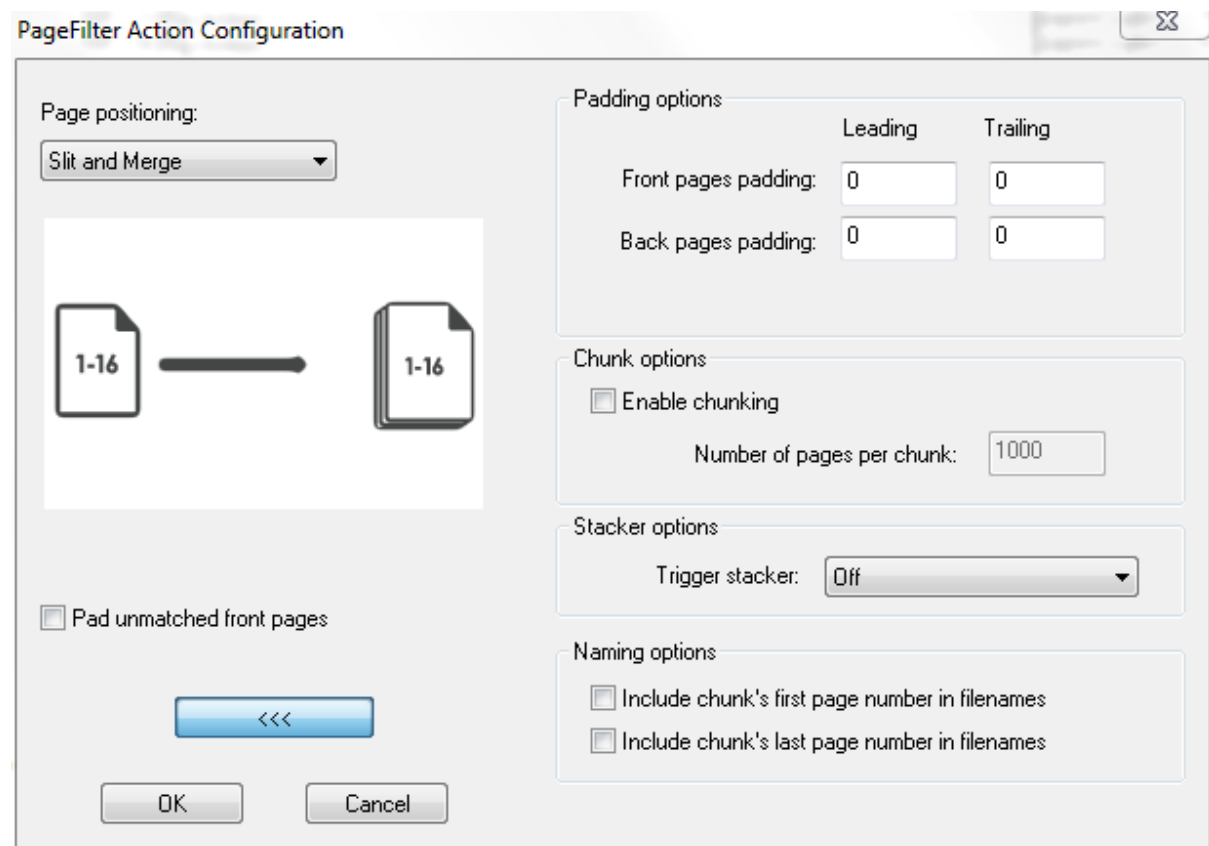 PageFilter Action Configuration
Page positioning:
Slit and Merge
1-16
1-16
Pad unmatched front pages
<<<
OK
Cancel
Padding options
Leading Trailing
Front pages padding: 0 0
Back pages padding: 0 0
Chunk options
Enable chunking
Number of pages per chunk: 1000
Stacker options
Trigger stacker: Off
Naming options
Include chunk's first page number in filenames
Include chunk's last page number in filenames